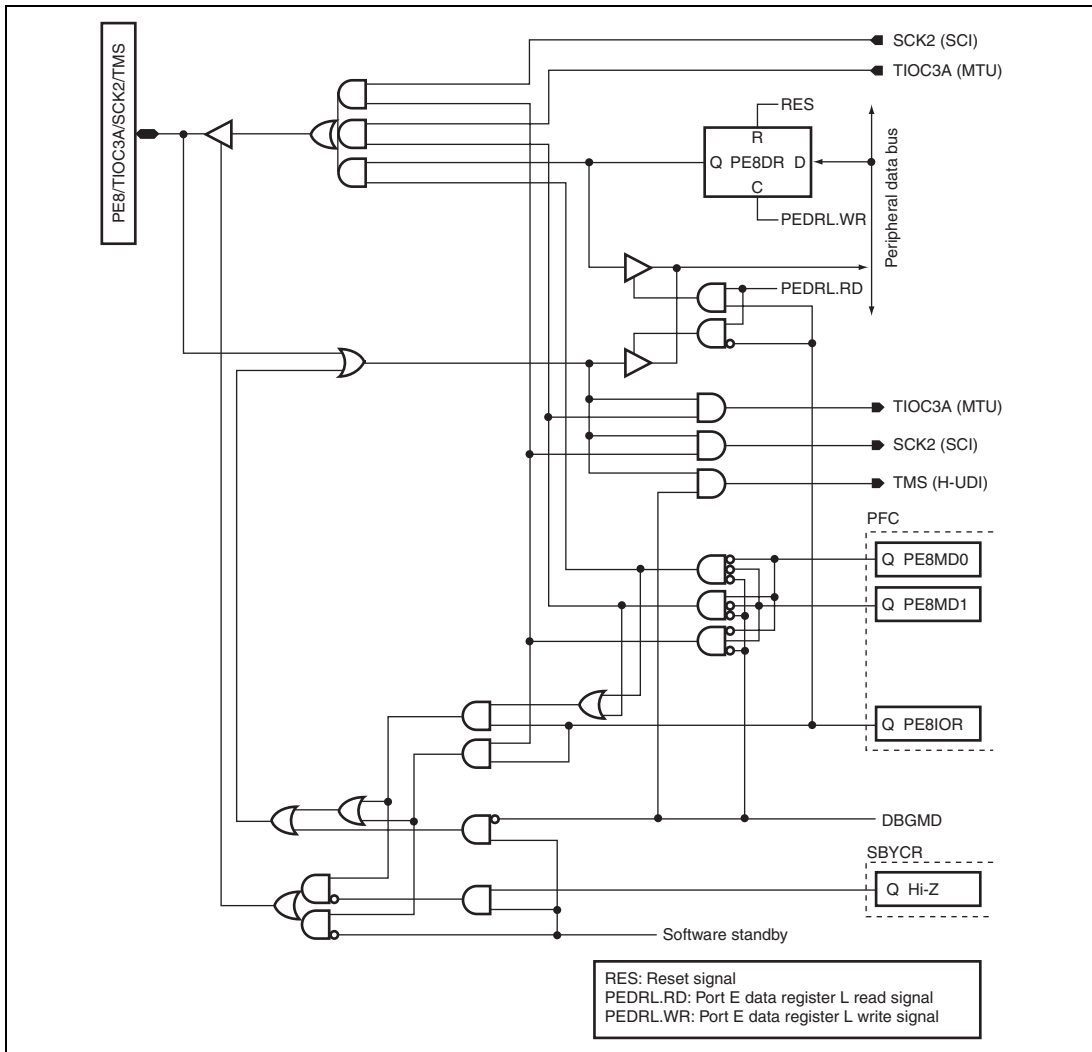 PE8/TIOC3A/SCK2/TMS
SCK2 (SCI)
TIOC3A (MTU)
RES
R
Q PE8DR D
C
PEDRL.WR
Peripheral data bus
PEDRL.RD
TIOC3A (MTU)
SCK2 (SCI)
TMS (H-UDI)
PFC
Q PE8MD0
Q PE8MD1
Q PE8IOR
DBGMD
SBYCR
Q Hi-Z
Software standby
RES: Reset signal
PEDRL.RD: Port E data register L read signal
PEDRL.WR: Port E data register L write signal